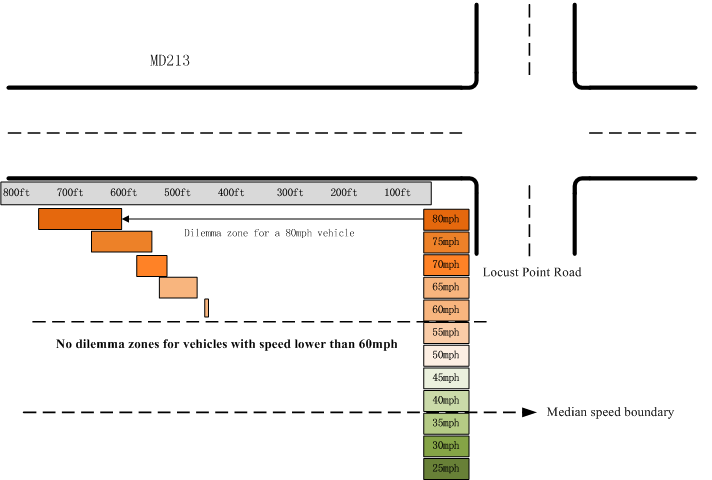 MD213
800ft 700ft 600ft 500ft 400ft 300ft 200ft 100ft
80mph
Dilemma zone for a 80mph vehicle
75mph
70mph
Locust Point Road
65mph
60mph
55mph
No dilemma zones for vehicles with speed lower than 60mph
50mph
45mph
40mph
Median speed boundary
35mph
30mph
25mph